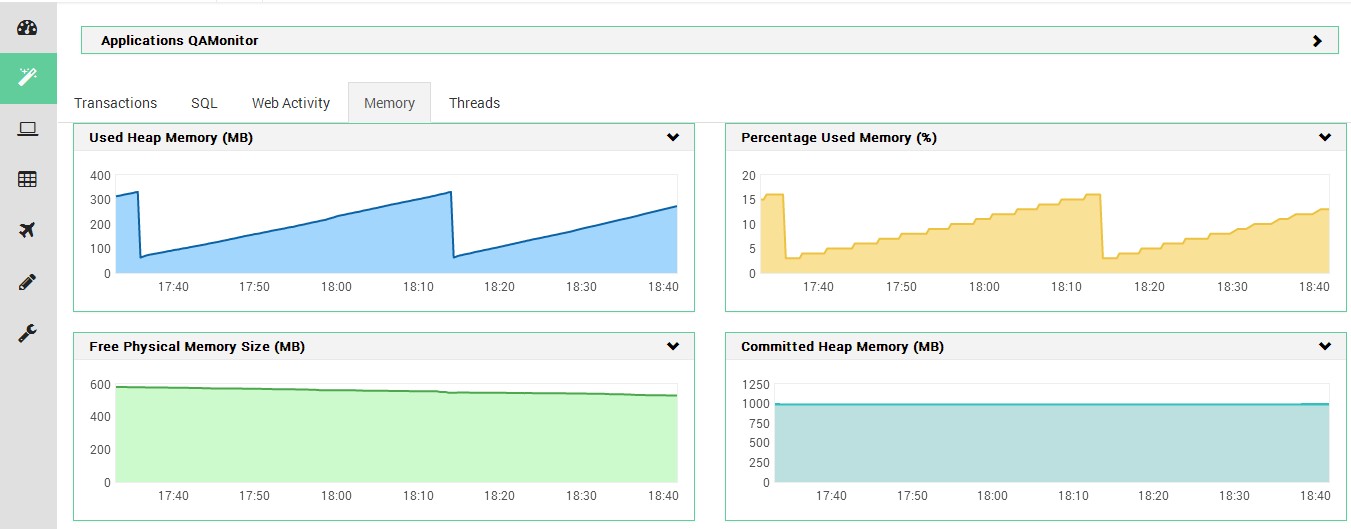 Applications QAMonitor
Transactions SQL Web Activity Memory Threads
Used Heap Memory (MB)
400
300
200
100
0
17:40 17:50 18:00 18:10 18:20 18:30 18:40
Percentage Used Memory (%)
20
15
10
5
0
17:40 17:50 18:00 18:10 18:20 18:30 18:40
Free Physical Memory Size (MB)
600
400
200
0
17:40 17:50 18:00 18:10 18:20 18:30 18:40
Committed Heap Memory (MB)
1250
1000
750
500
250
0
17:40 17:50 18:00 18:10 18:20 18:30 18:40